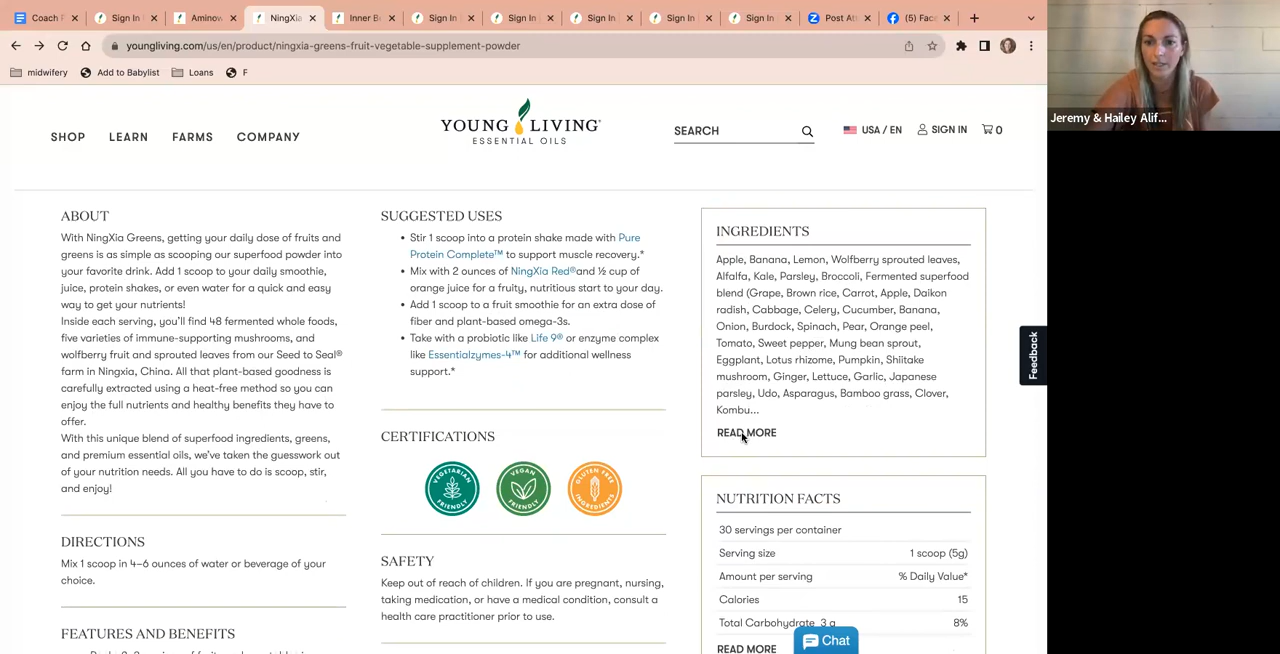 Coach P
Sign In
Aminow
NingXia
Inner B
Sign In
Sign In
Sign In
Sign In
Sign In
Post At
(5) Fac
youngliving.com/us/en/product/ningxia-greens-fruit-vegetable-supplement-powder
midwifery
Add to Babylist
Loans
F
Jeremy & Hailey Alif...
SHOP
LEARN
FARMS
COMPANY
YOUNG LIVING
ESSENTIAL OILS
SEARCH
USA / EN
SIGN IN
0
ABOUT
With NingXia Greens, getting your daily dose of fruits and
greens is as simple as scooping our superfood powder into
your favorite drink. Add 1 scoop to your daily smoothie,
juice, protein shakes, or even water for a quick and easy
way to get your nutrients!
Inside each serving, you'll find 48 fermented whole foods,
five varieties of immune-supporting mushrooms, and
wolfberry fruit and sprouted leaves from our Seed to Seal®
farm in Ningxia, China. All that plant-based goodness is
carefully extracted using a heat-free method so you can
enjoy the full nutrients and healthy benefits they have to
offer.
With this unique blend of superfood ingredients, greens,
and premium essential oils, we've taken the guesswork out
of your nutrition needs. All you have to do is scoop, stir,
and enjoy!
DIRECTIONS
Mix 1 scoop in 4–6 ounces of water or beverage of your
choice.
FEATURES AND BENEFITS
SUGGESTED USES
• Stir 1 scoop into a protein shake made with Pure
Protein Complete™ to support muscle recovery.*
• Mix with 2 ounces of NingXia Red®and ½ cup of
orange juice for a fruity, nutritious start to your day.
• Add 1 scoop to a fruit smoothie for an extra dose of
fiber and plant-based omega-3s.
• Take with a probiotic like Life 9® or enzyme complex
like Essentialzymes-4™ for additional wellness
support.*
CERTIFICATIONS
VEGETARIAN FRIENDLY
VEGAN FRIENDLY
GLUTEN FREE INGREDIENTS
SAFETY
Keep out of reach of children. If you are pregnant, nursing,
taking medication, or have a medical condition, consult a
health care practitioner prior to use.
INGREDIENTS
Apple, Banana, Lemon, Wolfberry sprouted leaves,
Alfalfa, Kale, Parsley, Broccoli, Fermented superfood
blend (Grape, Brown rice, Carrot, Apple, Daikon
radish, Cabbage, Celery, Cucumber, Banana,
Onion, Burdock, Spinach, Pear, Orange peel,
Tomato, Sweet pepper, Mung bean sprout,
Eggplant, Lotus rhizome, Pumpkin, Shiitake
mushroom, Ginger, Lettuce, Garlic, Japanese
parsley, Udo, Asparagus, Bamboo grass, Clover,
Kombu...
READ MORE
NUTRITION FACTS
30 servings per container
Serving size 1 scoop (5g)
Amount per serving % Daily Value*
Calories 15
Total Carbohydrate 3 g 8%
READ MORE
Feedback
Chat